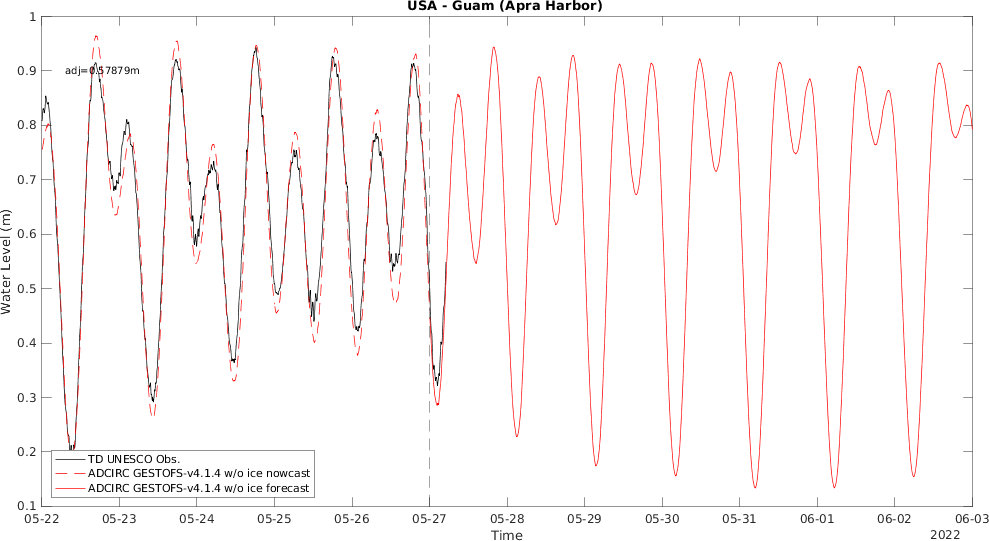 USA - Guam (Apra Harbor)
1
0.9
0.8
0.7
0.6
0.5
0.4
0.3
0.2
0.1
Water Level (m)
adj=0.57879m
TD UNESCO Obs.
ADCIRC GESTOFS-v4.1.4 w/o ice nowcast
ADCIRC GESTOFS-v4.1.4 w/o ice forecast
05-22 05-23 05-24 05-25 05-26 05-27 05-28 05-29 05-30 05-31 06-01 06-02 06-03
Time
2022